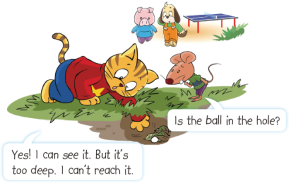 Is the ball in the hole?
Yes! I can see it. But it's
too deep. I can't reach it.